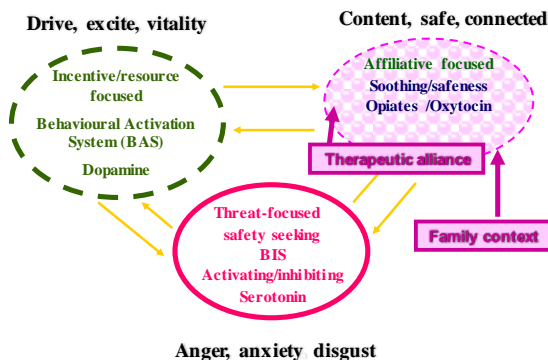 Drive, excite, vitality
Content, safe, connected
Incentive/resource
focused
Behavioural Activation
System (BAS)
Dopamine
Affiliative focused
Soothing/safeness
Opiates /Oxytocin
Therapeutic alliance
Family context
Threat-focused
safety seeking
BIS
Activating/inhibiting
Serotonin
Anger, anxiety disgust